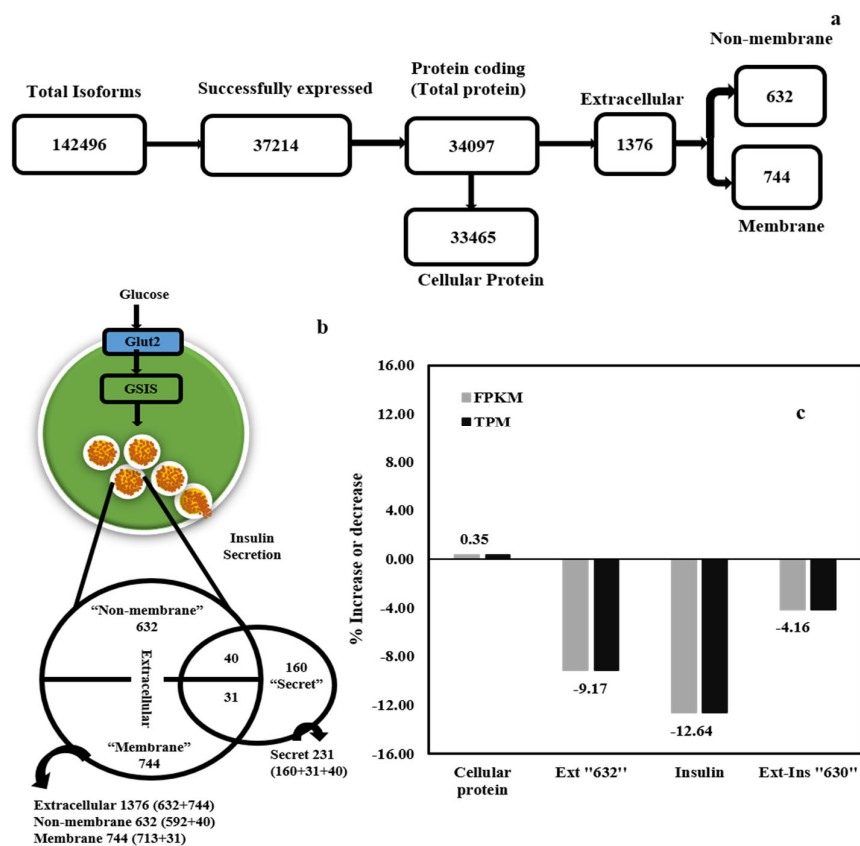 a
Non-membrane
Protein coding
(Total protein)
Total Isoforms
Successfully expressed
Extracellular
142496
37214
34097
1376
632
744
Membrane
33465
Cellular Protein
b
Glucose
Glut2
GSIS
Insulin
Secretion
“Non-membrane”
632
Extracellular
40
31
160
“Secret”
“Membrane”
744
Secret 231
(160+31+40)
Extracellular 1376 (632+744)
Non-membrane 632 (592+40)
Membrane 744 (713+31)
c
FPKM
TPM
% Increase or decrease
16.00
12.00
8.00
4.00
0.00
-4.00
-8.00
-12.00
-16.00
0.35
-9.17
-12.64
-4.16
Cellular
protein
Ext "632"
Insulin
Ext-Ins "630"